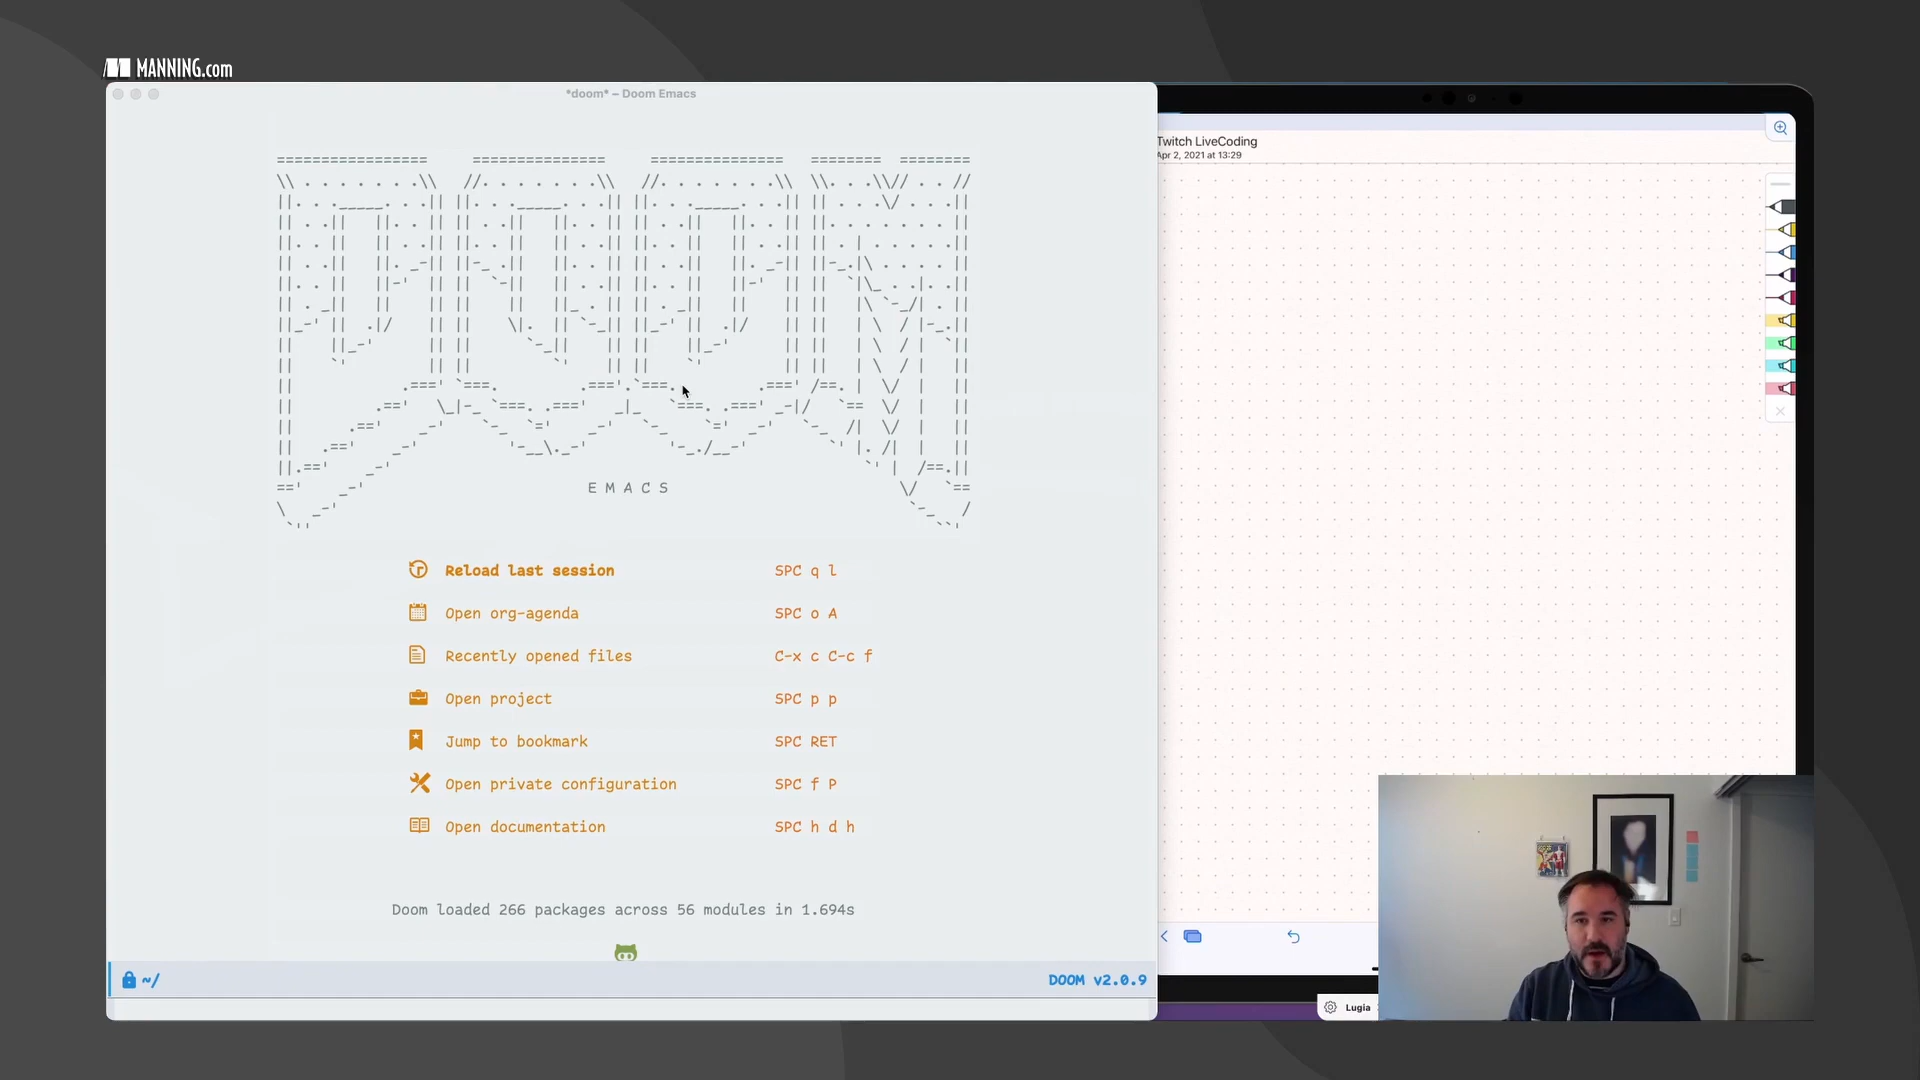 MANNING.com
*doom* – Doom Emacs
Twitch LiveCoding
Apr 2, 2021 at 13:29
E M A C S
Reload last session SPC q l
Open org-agenda SPC o A
Recently opened files C-x c C-c f
Open project SPC p p
Jump to bookmark SPC RET
Open private configuration SPC f P
Open documentation SPC h d h
Doom loaded 266 packages across 56 modules in 1.694s
~/ DOOM v2.0.9
Lugia